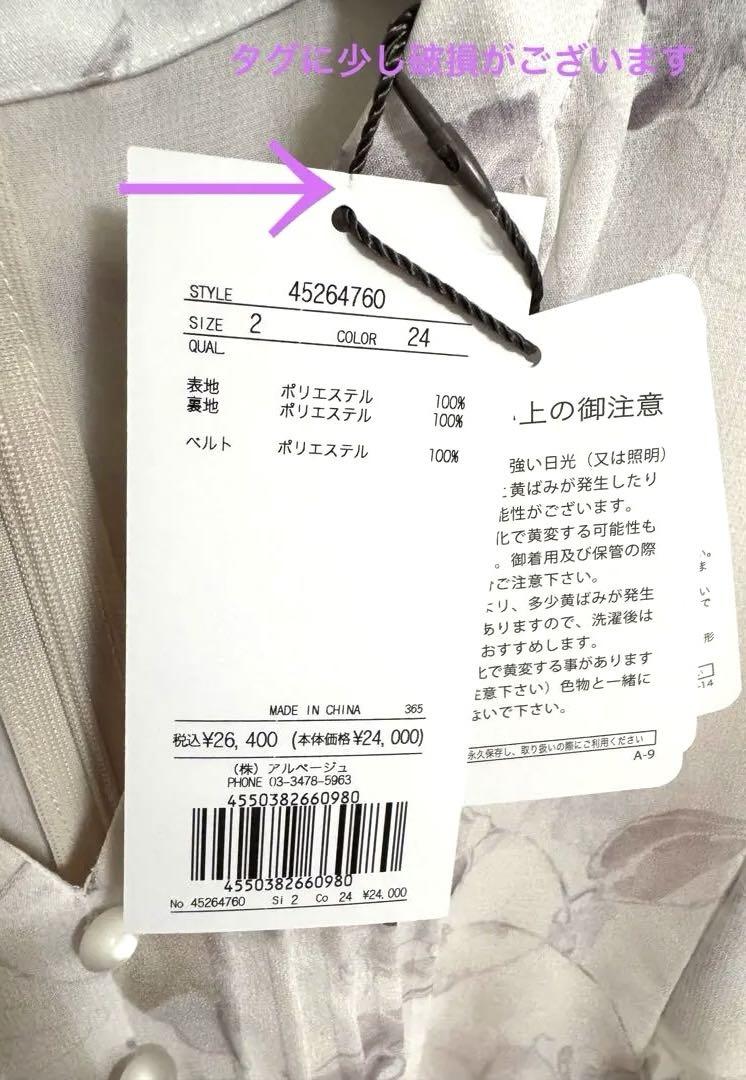 タグに少し破損がございます
STYLE 45264760
SIZE 2 COLOR 24
QUAL
表地 ポリエステル 100%
裏地 ポリエステル 100%
ベルト ポリエステル 100%
MADE IN CHINA 365
税込¥26,400 (本体価格¥24,000)
(株) アルページュ
PHONE 03-3478-5963
4550382660980
4550382660980
No 45264760 Si 2 Co 24 ¥24,000
上の御注意
強い日光（又は照明）
黄ばみが発生したり
能性がございます。
化で黄変する可能性も
。御着用及び保管の際
ご注意下さい。
より、多少黄ばみが発生
ありますので、洗濯後は
おすすめします。
化で黄変する事があります
注意下さい）色物と一緒に
ないで下さい。
永久保存し、取り扱いの際にご利用ください
A-9
い。
ま
い
で
形
-14